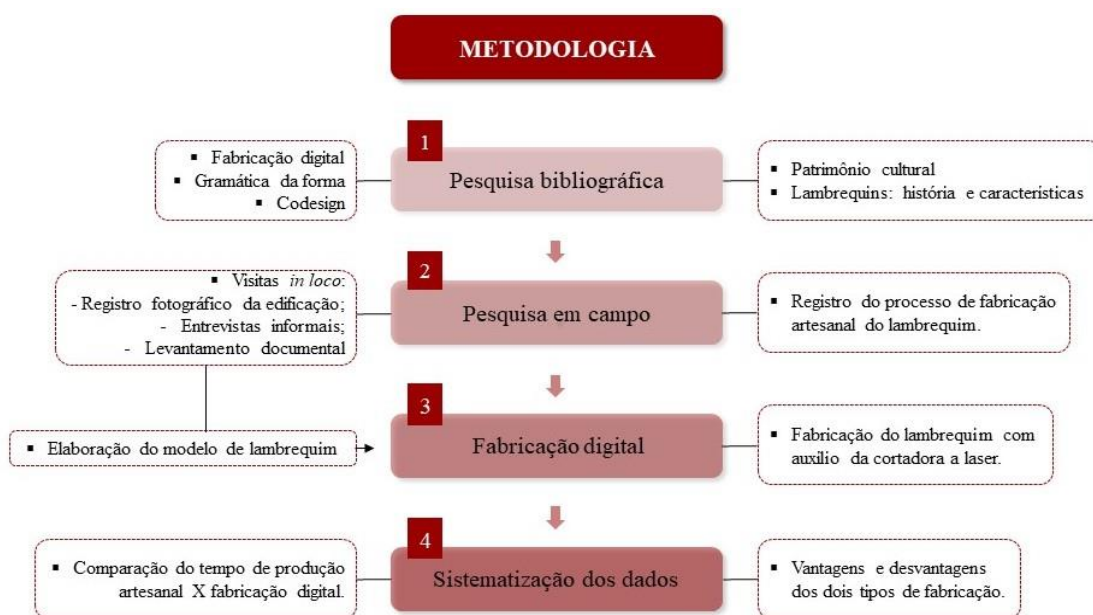 METODOLOGIA
1
▪ Fabricação digital
▪ Gramática da forma
▪ Codesign
Pesquisa bibliográfica
▪ Patrimônio cultural
▪ Lambrequins: história e caracteristicas
2
▪ Visitas in loco:
- Registro fotográfico da edificação;
- Entrevistas informais;
- Levantamento documental
Pesquisa em campo
▪ Registro do processo de fabricação
artesanal do lambrequim.
3
▪ Elaboração do modelo de lambrequim
Fabricação digital
▪ Fabricação do lambrequim com
auxilio da cortadora a laser.
4
▪ Comparação do tempo de produção
artesanal X fabricação digital.
Sistematização dos dados
▪ Vantagens e desvantagens
dos dois tipos de fabricação.